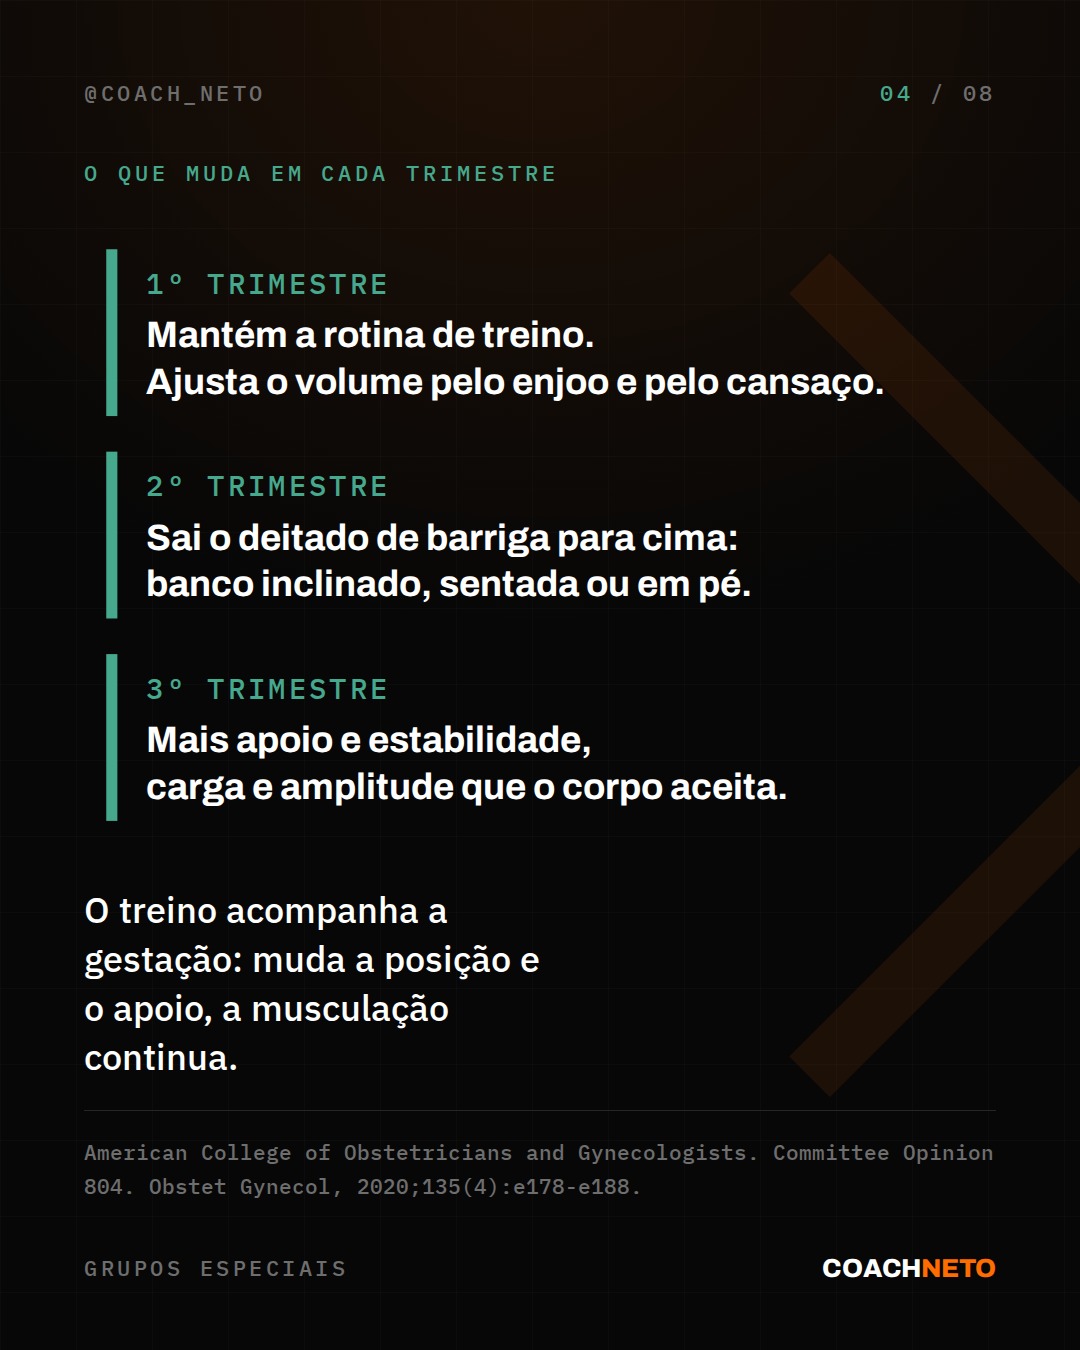 @COACH_NETO
04 / 08
O QUE MUDA EM CADA TRIMESTRE
1º TRIMESTRE
Mantém a rotina de treino.
Ajusta o volume pelo enjoo e pelo cansaço.
2º TRIMESTRE
Sai o deitado de barriga para cima:
banco inclinado, sentada ou em pé.
3º TRIMESTRE
Mais apoio e estabilidade,
carga e amplitude que o corpo aceita.
O treino acompanha a
gestação: muda a posição e
o apoio, a musculação
continua.
American College of Obstetricians and Gynecologists. Committee Opinion
804. Obstet Gynecol, 2020;135(4):e178-e188.
GRUPOS ESPECIAIS
COACHNETO